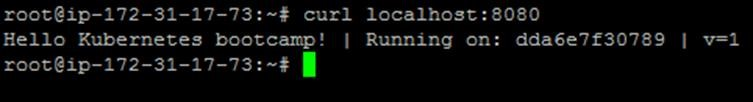 root@ip-172-31-17-73:~# curl localhost:8080
Hello Kubernetes bootcamp! | Running on: dda6e7f30789 | v=1
root@ip-172-31-17-73:~#